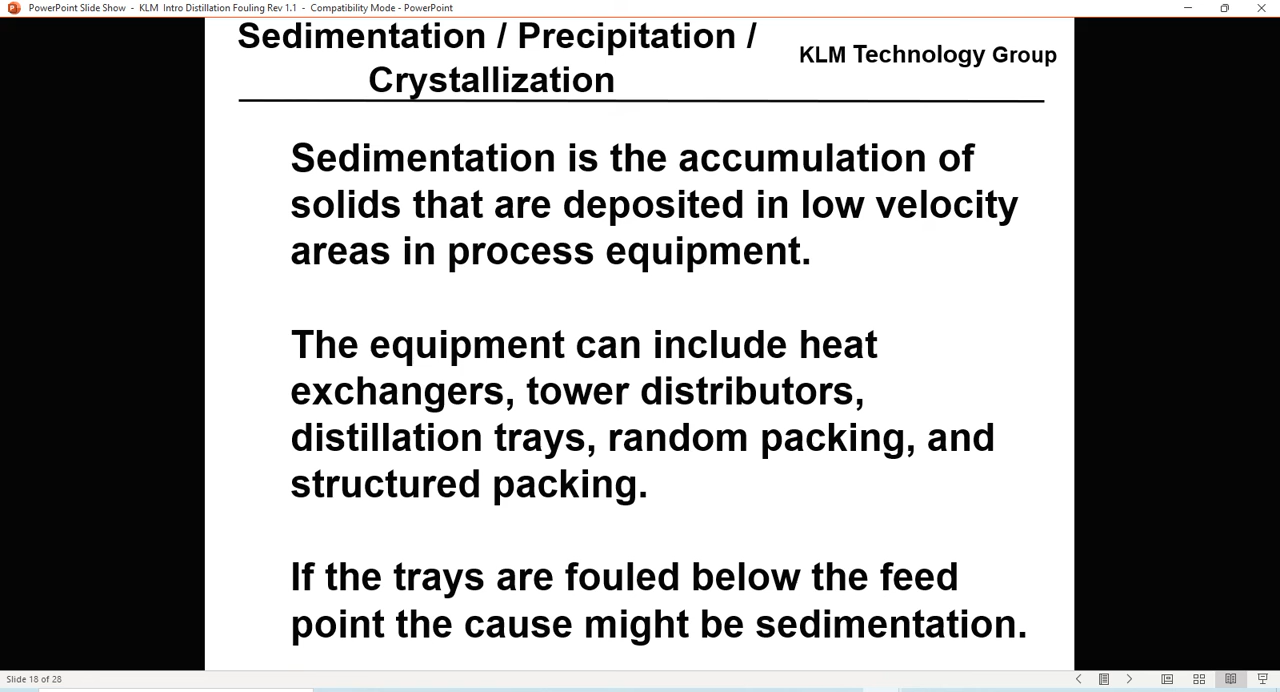 PowerPoint Slide Show - KLM Intro Distillation Fouling Rev 1.1 - Compatibility Mode - PowerPoint
Sedimentation / Precipitation /
Crystallization
KLM Technology Group
Sedimentation is the accumulation of
solids that are deposited in low velocity
areas in process equipment.
The equipment can include heat
exchangers, tower distributors,
distillation trays, random packing, and
structured packing.
If the trays are fouled below the feed
point the cause might be sedimentation.
Slide 18 of 28